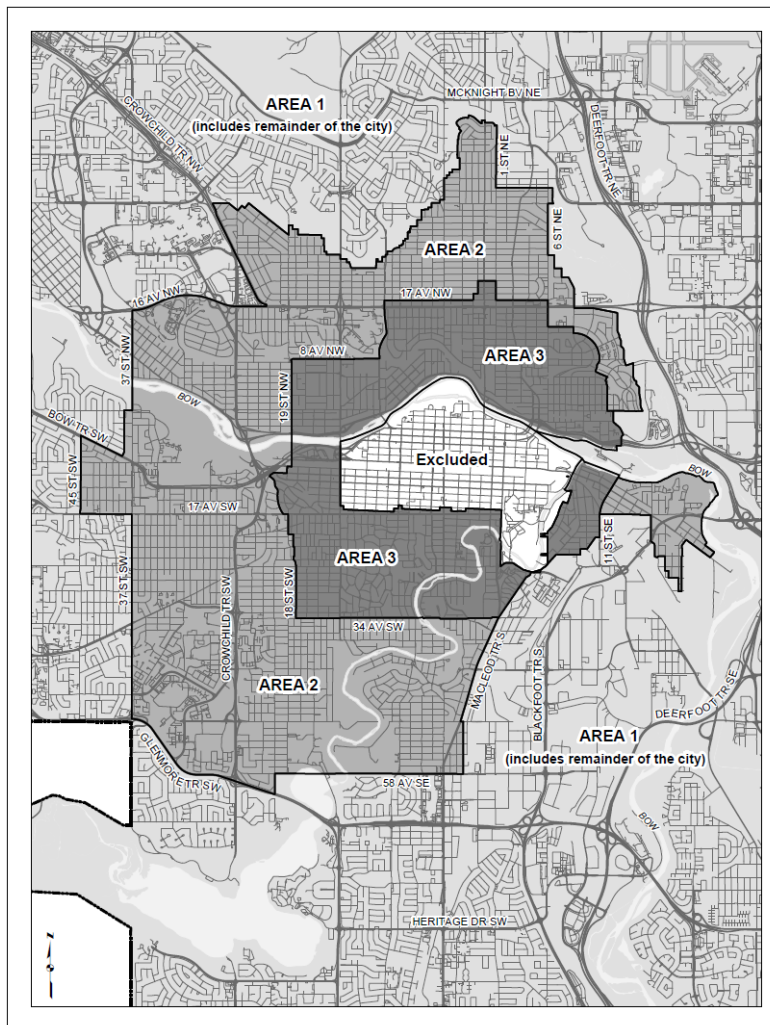 MCKNIGHT BV NE
AREA 1
(includes remainder of the city)
CROWCHILD TR NW
DEERFOOT TR NE
1 ST NE
6 ST NE
AREA 2
16 AV NW
17 AV NW
37 ST NW
8 AV NW
AREA 3
19 ST NW
BOW
BOW TR SW
Excluded
BOW
45 ST SW
17 AV SW
11 ST SE
AREA 3
37 ST SW
18 ST SW
CROWCHILD TR SW
34 AV SW
MACLEOD TR S
BLACKFOOT TR S
AREA 2
DEERFOOT TR SE
AREA 1
(includes remainder of the city)
GLENMORE TR SW
58 AV SE
BOW
HERITAGE DR SW